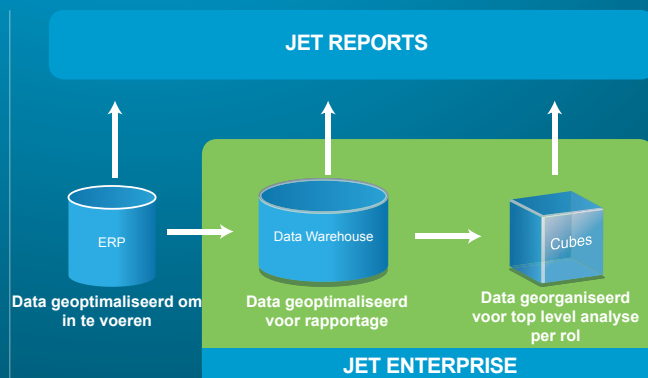 JET REPORTS
ERP
Data Warehouse
Cubes
Data geoptimaliseerd om
in te voeren
Data geoptimaliseerd
voor rapportage
Data georganiseerd
voor top level analyse
per rol
JET ENTERPRISE